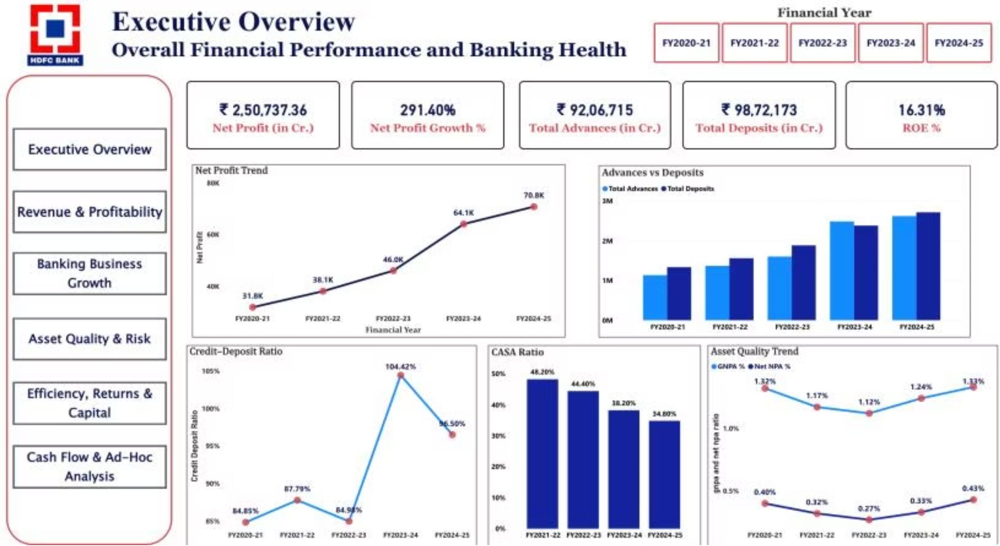 HDFC BANK
Executive Overview
Overall Financial Performance and Banking Health
Financial Year
FY2020-21
FY2021-22
FY2022-23
FY2023-24
FY2024-25
Executive Overview
Revenue & Profitability
Banking Business
Growth
Asset Quality & Risk
Efficiency, Returns &
Capital
Cash Flow & Ad-Hoc
Analysis
₹ 2,50,737.36
Net Profit (in Cr.)
291.40%
Net Profit Growth %
₹ 92,06,715
Total Advances (in Cr.)
₹ 98,72,173
Total Deposits (in Cr.)
16.31%
ROE %
Net Profit Trend
80K
60K
40K
Net Profit
31.8K
38.1K
46.0K
64.1K
70.8K
FY2020-21
FY2021-22
FY2022-23
FY2023-24
FY2024-25
Financial Year
Advances vs Deposits
Total Advances
Total Deposits
3M
2M
1M
0M
FY2020-21
FY2021-22
FY2022-23
FY2023-24
FY2024-25
Credit-Deposit Ratio
105%
100%
95%
90%
85%
Credit Deposit Ratio
84.85%
87.79%
104.42%
96.50%
FY2020-21
FY2021-22
FY2022-23
FY2023-24
FY2024-25
CASA Ratio
50%
40%
30%
20%
10%
0%
48.20%
44.40%
38.20%
34.80%
FY2021-22
FY2022-23
FY2023-24
FY2024-25
Asset Quality Trend
GNPA %
Net NPA %
gnpa and net npa ratio
1.0%
0.5%
1.32%
1.17%
1.12%
1.24%
1.33%
0.40%
0.32%
0.27%
0.33%
0.43%
FY2020-21
FY2021-22
FY2022-23
FY2023-24
FY2024-25